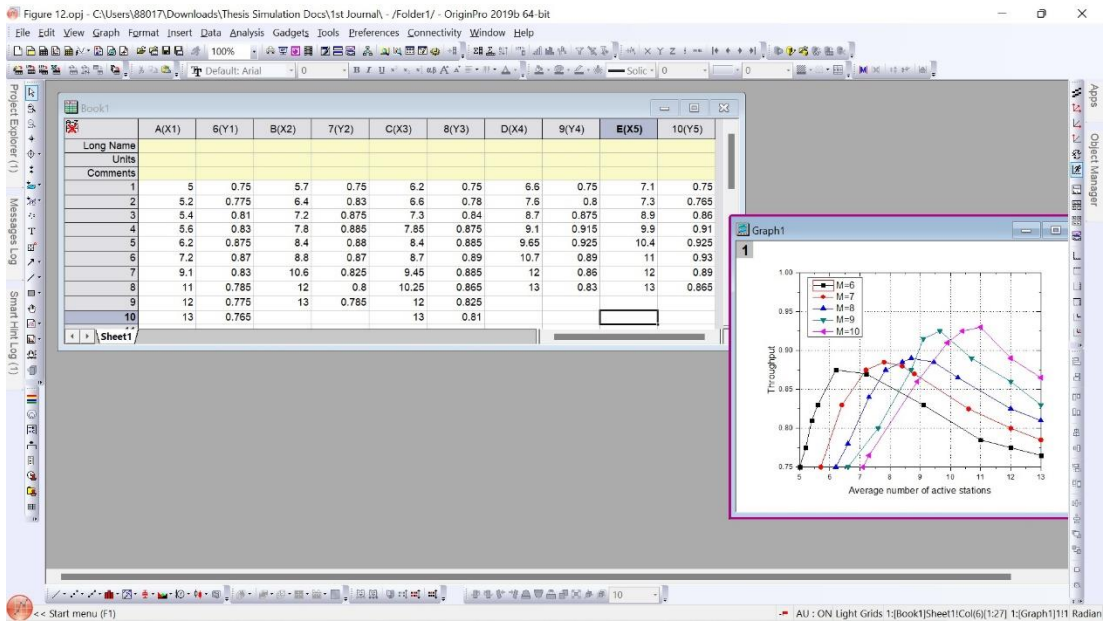 Figure 12.opj - C:\Users\88017\Downloads\Thesis Simulation Docs\1st Journal\ - /Folder1/ - OriginPro 2019b 64-bit
File Edit View Graph Format Insert Data Analysis Gadgets Tools Preferences Connectivity Window Help
100%
Default: Arial 0 B I U Solic 0 0
Project Explorer (1)
Messages Log
Smart Hint Log (1)
Apps
Object Manager
Book1
A(X1) 6(Y1) B(X2) 7(Y2) C(X3) 8(Y3) D(X4) 9(Y4) E(X5) 10(Y5)
Long Name
Units
Comments
1 5 0.75 5.7 0.75 6.2 0.75 6.6 0.75 7.1 0.75
2 5.2 0.775 6.4 0.83 6.6 0.78 7.6 0.8 7.3 0.765
3 5.4 0.81 7.2 0.875 7.3 0.84 8.7 0.875 8.9 0.86
4 5.6 0.83 7.8 0.885 7.85 0.875 9.1 0.915 9.9 0.91
5 6.2 0.875 8.4 0.88 8.4 0.885 9.65 0.925 10.4 0.925
6 7.2 0.87 8.8 0.87 8.7 0.89 10.7 0.89 11 0.93
7 9.1 0.83 10.6 0.825 9.45 0.885 12 0.86 12 0.89
8 11 0.785 12 0.8 10.25 0.865 13 0.83 13 0.865
9 12 0.775 13 0.785 12 0.825
10 13 0.765 13 0.81
Sheet1
Graph1
1
1.00
M=6
M=7
M=8
M=9
M=10
0.95
0.90
0.85
0.80
0.75
Throughput
5 6 7 8 9 10 11 12 13
Average number of active stations
10
<< Start menu (F1)
AU : ON Light Grids 1:[Book1]Sheet1!Col(6)[1:27] 1:[Graph1]1!1 Radian